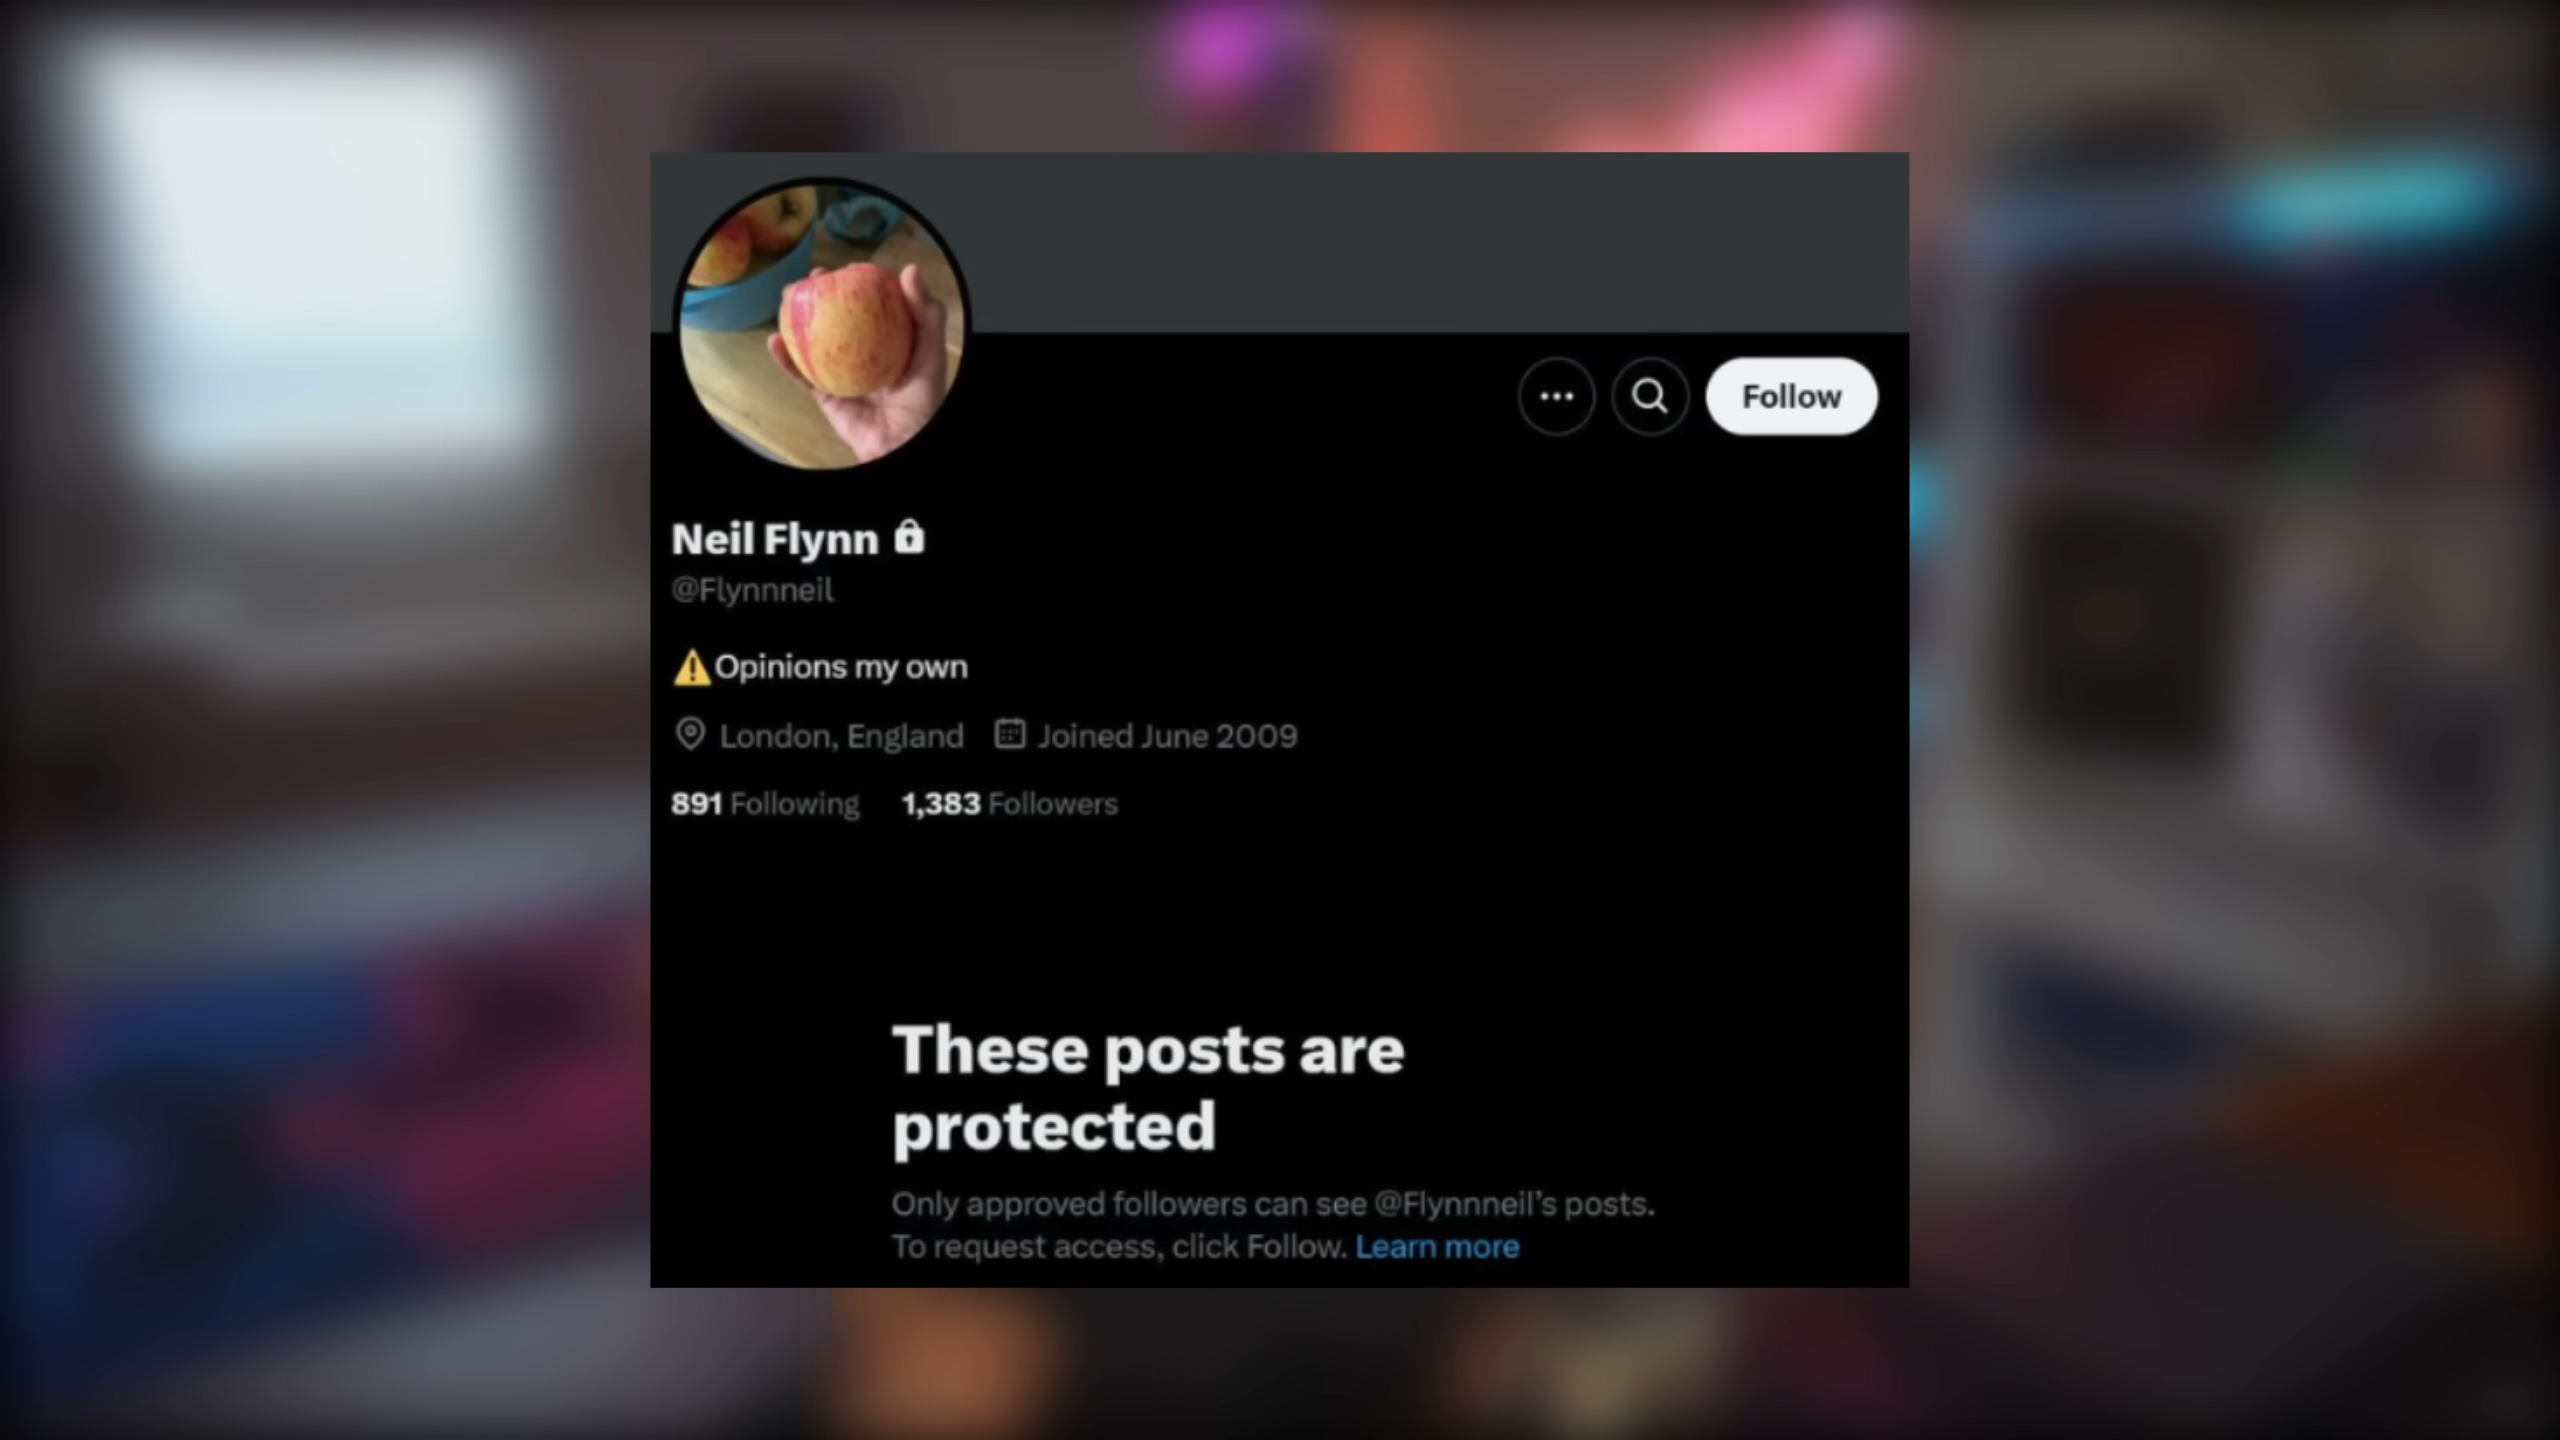 Follow
Neil Flynn
@Flynnneil
⚠️Opinions my own
London, England Joined June 2009
891 Following 1,383 Followers
These posts are
protected
Only approved followers can see @Flynnneil’s posts.
To request access, click Follow. Learn more